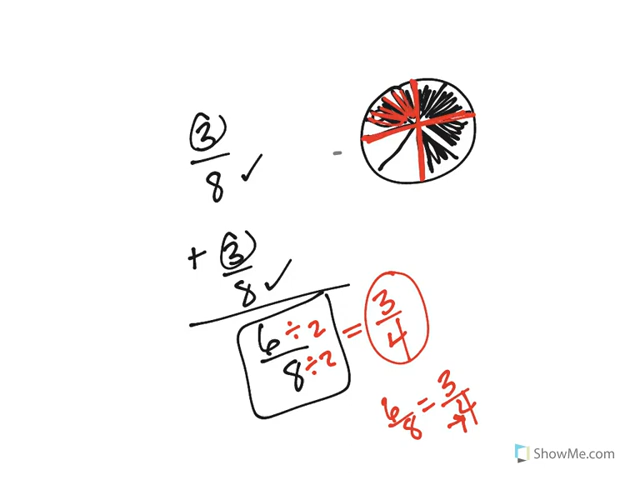 3/8 ✓
+ 3/8 ✓
6÷2/8÷2 = 3/4
6/8 = 3/4
ShowMe.com